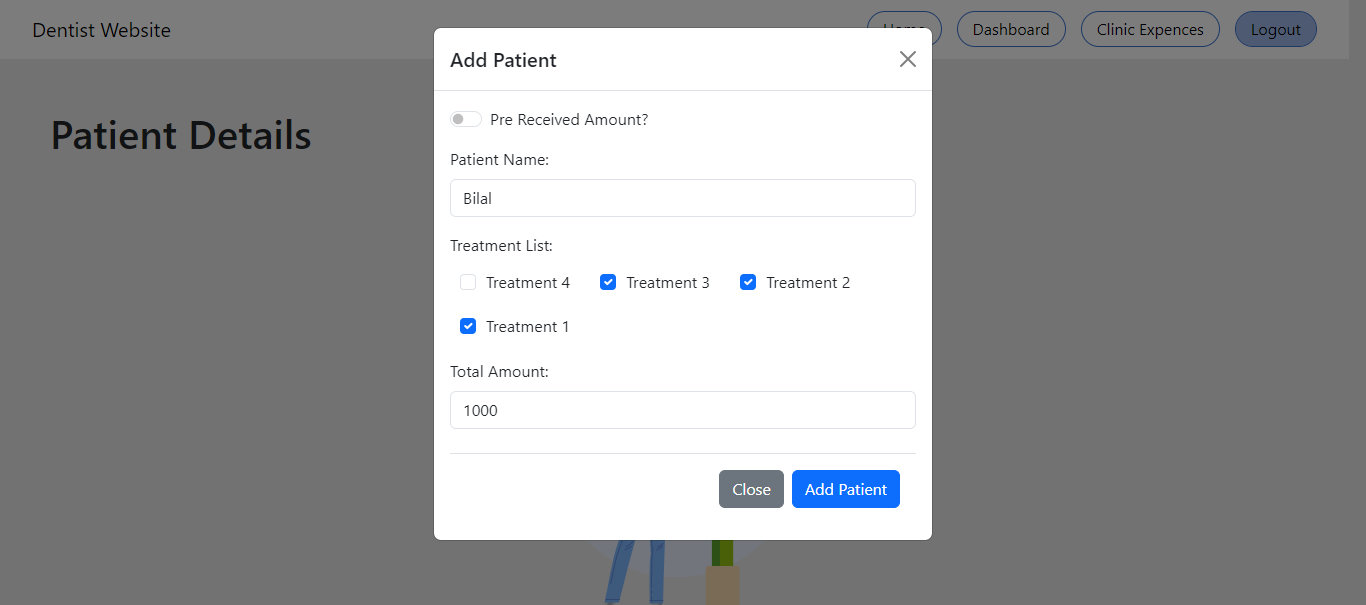 Dentist Website
Home Dashboard Clinic Expences Logout
Patient Details
Add Patient
Pre Received Amount?
Patient Name:
Bilal
Treatment List:
Treatment 4 Treatment 3 Treatment 2
Treatment 1
Total Amount:
1000
Close Add Patient